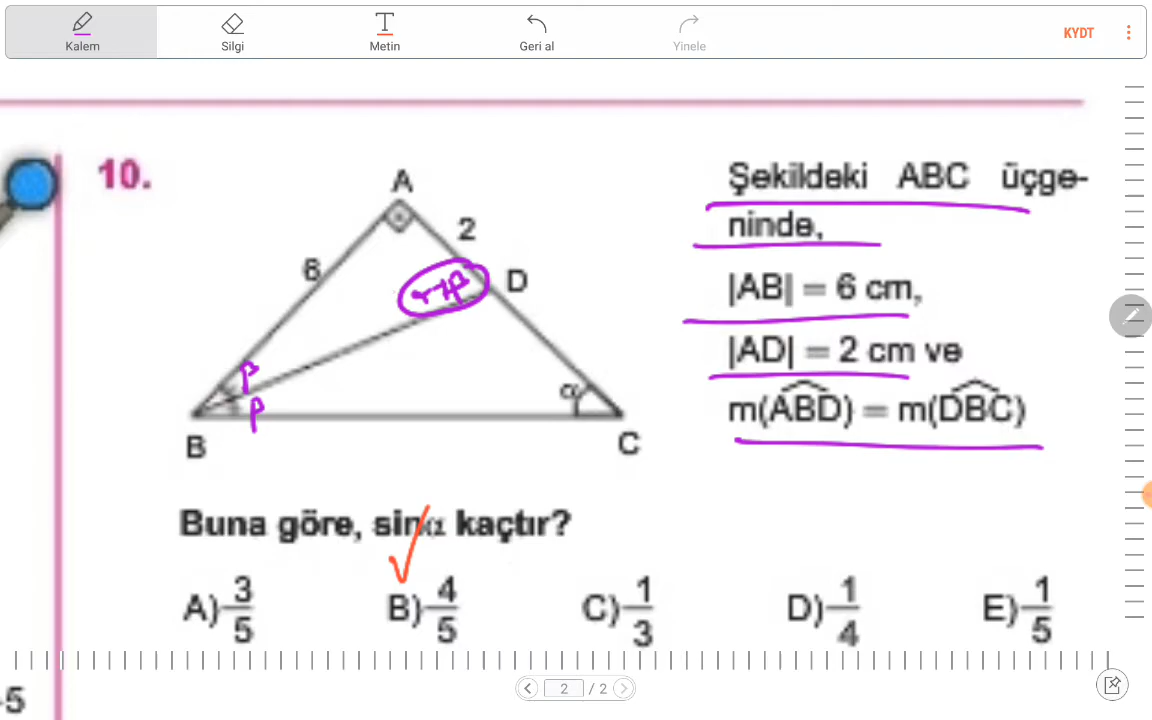 Kalem Silgi Metin Geri al Yinele KYDT
10.
A
2
6
D
α+β
β
β
α
B
C
Şekildeki ABC üçge-
ninde,
|AB| = 6 cm,
|AD| = 2 cm ve
m(ABD) = m(DBC)
Buna göre, sinα kaçtır?
A) 3/5 B) 4/5 C) 1/3 D) 1/4 E) 1/5
2 / 2
-5